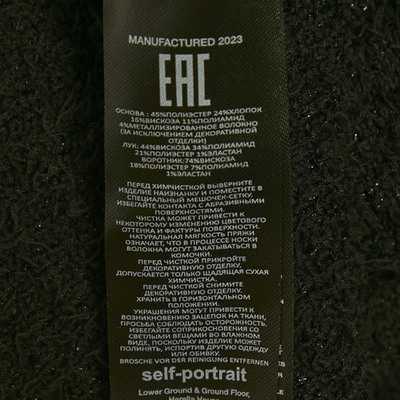 MANUFACTURED 2023
EAC
ОСНОВА : 45%ПОЛИЭСТЕР 24%ХЛОПОК
16%ВИСКОЗА 11%ПОЛИАМИД
4%МЕТАЛЛИЗИРОВАННОЕ ВОЛОКНО
(ЗА ИСКЛЮЧЕНИЕМ ДЕКОРАТИВНОЙ
ОТДЕЛКИ)
ЛУК: 44%ВИСКОЗА 34%ПОЛИАМИД
21%ПОЛИЭСТЕР 1%ЭЛАСТАН
ВОРОТНИК:74%ВИСКОЗА
18%ПОЛИЭСТЕР 7%ПОЛИАМИД
1%ЭЛАСТАН
ПЕРЕД ХИМЧИСТКОЙ ВЫВЕРНИТЕ
ИЗДЕЛИЕ НАИЗНАНКУ И ПОМЕСТИТЕ В
СПЕЦИАЛЬНЫЙ МЕШОЧЕК-СЕТКУ.
ИЗБЕГАЙТЕ КОНТАКТА С АБРАЗИВНЫМИ
ПОВЕРХНОСТЯМИ.
ЧИСТКА МОЖЕТ ПРИВЕСТИ К
НЕКОТОРОМУ ИЗМЕНЕНИЮ ЦВЕТОВОГО
ОТТЕНКА И ФАКТУРЫ ПОВЕРХНОСТИ.
НАТУРАЛЬНАЯ МЯГКОСТЬ ПРЯЖИ
ОЗНАЧАЕТ, ЧТО В ПРОЦЕССЕ НОСКИ
ВОЛОКНА МОГУТ ЗАКАТЫВАТЬСЯ В
КОМОЧКИ.
ПЕРЕД ЧИСТКОЙ ПРИКРОЙТЕ
ДЕКОРАТИВНУЮ ОТДЕЛКУ.
ДОПУСКАЕТСЯ ТОЛЬКО ЩАДЯЩАЯ СУХАЯ
ХИМЧИСТКА.
ПЕРЕД ЧИСТКОЙ СНИМИТЕ
ДЕКОРАТИВНУЮ ОТДЕЛКУ.
ХРАНИТЬ В ГОРИЗОНТАЛЬНОМ
ПОЛОЖЕНИИ.
УКРАШЕНИЯ МОГУТ ПРИВЕСТИ К
ВОЗНИКНОВЕНИЮ ЗАЦЕПОК НА ТКАНИ,
ПРОСЬБА СОБЛЮДАТЬ ОСТОРОЖНОСТЬ.
ИЗБЕГАЙТЕ СОПРИКОСНОВЕНИЯ СО
СВЕТЛЫМИ ВЕЩАМИ ВО ВЛАЖНОМ
ВИДЕ, ПОСКОЛЬКУ ИЗДЕЛИЕ МОЖЕТ
ПОЛИНЯТЬ, ИСПОРТИВ ДРУГУЮ ОДЕЖДУ
ИЛИ ОБИВКУ.
BROSCHE VOR DER REINIGUNG ENTFERNEN
self-portrait
Lower Ground & Ground Floor,